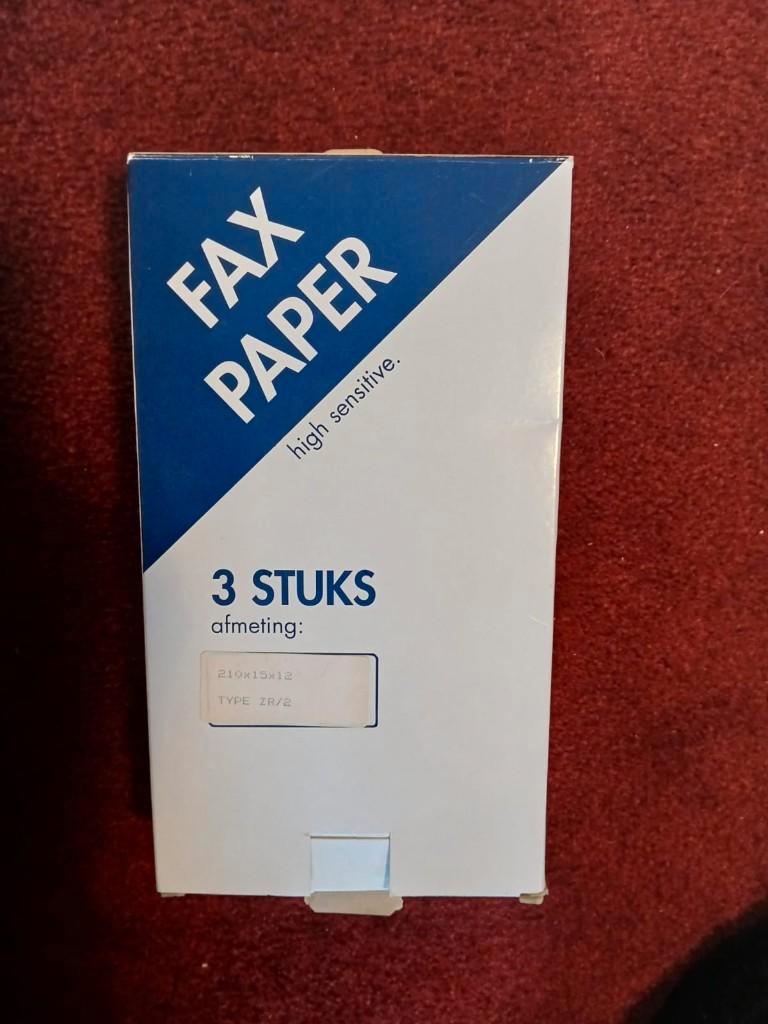 FAX
PAPER
high sensitive.
3 STUKS
afmeting:
210x15x12
TYPE ZR/2